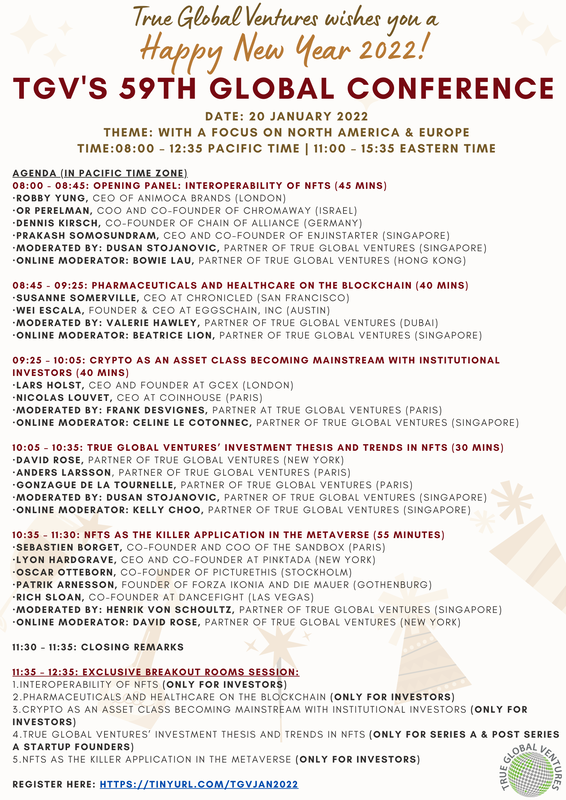 True Global Ventures wishes you a
Happy New Year 2022!
TGV'S 59TH GLOBAL CONFERENCE
DATE: 20 JANUARY 2022
THEME: WITH A FOCUS ON NORTH AMERICA & EUROPE
TIME:08:00 - 12:35 PACIFIC TIME | 11:00 - 15:35 EASTERN TIME
AGENDA (IN PACIFIC TIME ZONE)
08:00 - 08:45: OPENING PANEL: INTEROPERABILITY OF NFTS (45 MINS)
·ROBBY YUNG, CEO OF ANIMOCA BRANDS (LONDON)
·OR PERELMAN, COO AND CO-FOUNDER OF CHROMAWAY (ISRAEL)
·DENNIS KIRSCH, CO-FOUNDER OF CHAIN OF ALLIANCE (GERMANY)
·PRAKASH SOMOSUNDRAM, CEO AND CO-FOUNDER OF ENJINSTARTER (SINGAPORE)
·MODERATED BY: DUSAN STOJANOVIC, PARTNER OF TRUE GLOBAL VENTURES (SINGAPORE)
·ONLINE MODERATOR: BOWIE LAU, PARTNER OF TRUE GLOBAL VENTURES (HONG KONG)
08:45 - 09:25: PHARMACEUTICALS AND HEALTHCARE ON THE BLOCKCHAIN (40 MINS)
·SUSANNE SOMERVILLE, CEO AT CHRONICLED (SAN FRANCISCO)
·WEI ESCALA, FOUNDER & CEO AT EGGSCHAIN, INC (AUSTIN)
·MODERATED BY: VALERIE HAWLEY, PARTNER OF TRUE GLOBAL VENTURES (DUBAI)
·ONLINE MODERATOR: BEATRICE LION, PARTNER OF TRUE GLOBAL VENTURES (SINGAPORE)
09:25 - 10:05: CRYPTO AS AN ASSET CLASS BECOMING MAINSTREAM WITH INSTITUTIONAL
INVESTORS (40 MINS)
·LARS HOLST, CEO AND FOUNDER AT GCEX (LONDON)
·NICOLAS LOUVET, CEO AT COINHOUSE (PARIS)
·MODERATED BY: FRANK DESVIGNES, PARTNER AT TRUE GLOBAL VENTURES (PARIS)
·ONLINE MODERATOR: CELINE LE COTONNEC, PARTNER OF TRUE GLOBAL VENTURES (SINGAPORE)
10:05 - 10:35: TRUE GLOBAL VENTURES' INVESTMENT THESIS AND TRENDS IN NFTS (30 MINS)
·DAVID ROSE, PARTNER OF TRUE GLOBAL VENTURES (NEW YORK)
·ANDERS LARSSON, PARTNER OF TRUE GLOBAL VENTURES (PARIS)
·GONZAGUE DE LA TOURNELLE, PARTNER OF TRUE GLOBAL VENTURES (PARIS)
·MODERATED BY: DUSAN STOJANOVIC, PARTNER OF TRUE GLOBAL VENTURES (SINGAPORE)
·ONLINE MODERATOR: KELLY CHOO, PARTNER OF TRUE GLOBAL VENTURES (SINGAPORE)
10:35 - 11:30: NFTS AS THE KILLER APPLICATION IN THE METAVERSE (55 MINUTES)
·SEBASTIEN BORGET, CO-FOUNDER AND COO OF THE SANDBOX (PARIS)
·LYON HARDGRAVE, CEO AND CO-FOUNDER AT PINKTADA (NEW YORK)
·OSCAR OTTEBORN, CO-FOUNDER OF PICTURETHIS (STOCKHOLM)
·PATRIK ARNESSON, FOUNDER OF FORZA IKONIA AND DIE MAUER (GOTHENBURG)
·RICH SLOAN, CO-FOUNDER AT DANCEFIGHT (LAS VEGAS)
·MODERATED BY: HENRIK VON SCHOULTZ, PARTNER OF TRUE GLOBAL VENTURES (SINGAPORE)
·ONLINE MODERATOR: DAVID ROSE, PARTNER OF TRUE GLOBAL VENTURES (NEW YORK)
11:30 - 11:35: CLOSING REMARKS
11:35 - 12:35: EXCLUSIVE BREAKOUT ROOMS SESSION:
1.INTEROPERABILITY OF NFTS (ONLY FOR INVESTORS)
2.PHARMACEUTICALS AND HEALTHCARE ON THE BLOCKCHAIN (ONLY FOR INVESTORS)
3.CRYPTO AS AN ASSET CLASS BECOMING MAINSTREAM WITH INSTITUTIONAL INVESTORS (ONLY FOR
INVESTORS)
4.TRUE GLOBAL VENTURES' INVESTMENT THESIS AND TRENDS IN NFTS (ONLY FOR SERIES A & POST SERIES
A STARTUP FOUNDERS)
5.NFTS AS THE KILLER APPLICATION IN THE METAVERSE (ONLY FOR INVESTORS)
REGISTER HERE: HTTPS://TINYURL.COM/TGVJAN2022
TRUE GLOBAL VENTURES